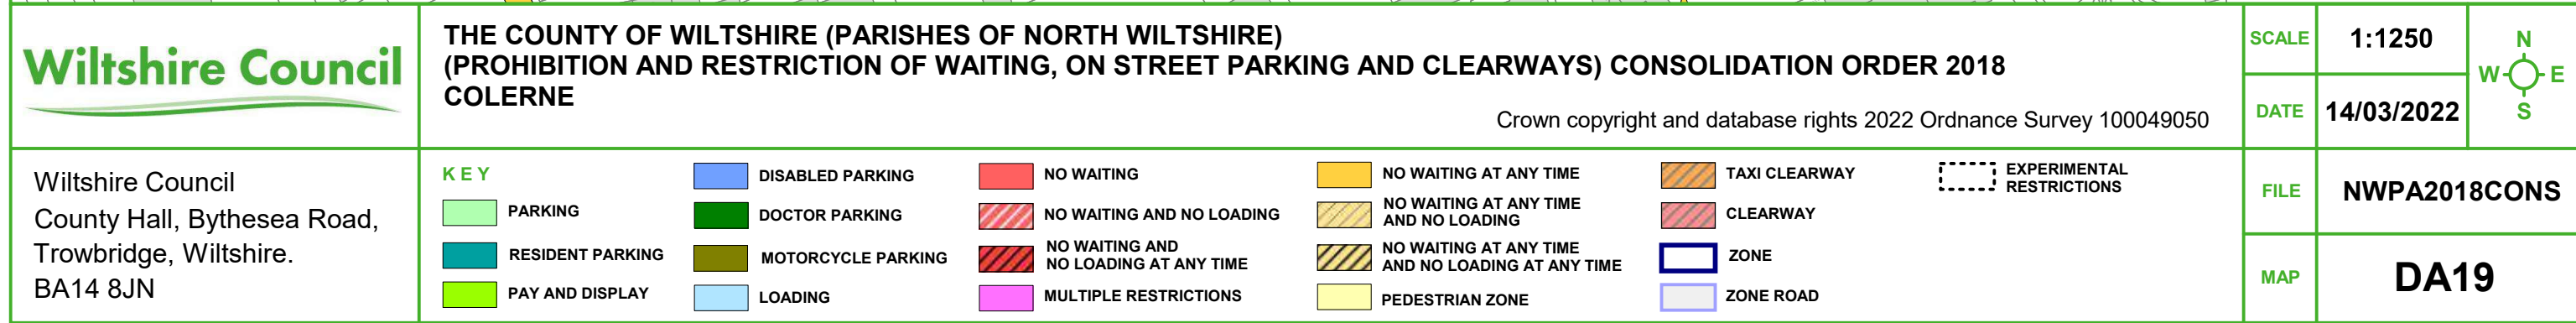 Wiltshire Council
THE COUNTY OF WILTSHIRE (PARISHES OF NORTH WILTSHIRE)
(PROHIBITION AND RESTRICTION OF WAITING, ON STREET PARKING AND CLEARWAYS) CONSOLIDATION ORDER 2018
COLERNE
Crown copyright and database rights 2022 Ordnance Survey 100049050
SCALE 1:1250
DATE 14/03/2022
N
W E
S
Wiltshire Council
County Hall, Bythesea Road,
Trowbridge, Wiltshire.
BA14 8JN
KEY
PARKING
RESIDENT PARKING
PAY AND DISPLAY
DISABLED PARKING
DOCTOR PARKING
MOTORCYCLE PARKING
LOADING
NO WAITING
NO WAITING AND NO LOADING
NO WAITING AND
NO LOADING AT ANY TIME
MULTIPLE RESTRICTIONS
NO WAITING AT ANY TIME
NO WAITING AT ANY TIME
AND NO LOADING
NO WAITING AT ANY TIME
AND NO LOADING AT ANY TIME
PEDESTRIAN ZONE
TAXI CLEARWAY
CLEARWAY
ZONE
ZONE ROAD
EXPERIMENTAL
RESTRICTIONS
FILE NWPA2018CONS
MAP DA19